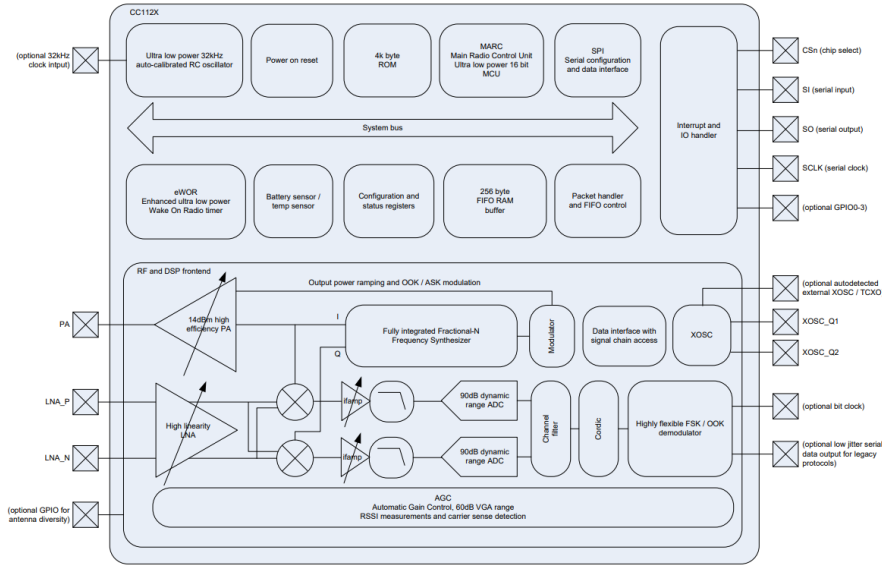 CC112X
(optional 32kHz
clock intput)
Ultra low power 32kHz
auto-calibrated RC oscillator
Power on reset
4k byte
ROM
MARC
Main Radio Control Unit
Ultra low power 16 bit
MCU
SPI
Serial configuration
and data interface
System bus
Interrupt and
IO handler
CSn (chip select)
SI (serial input)
SO (serial output)
SCLK (serial clock)
(optional GPIO0-3)
eWOR
Enhanced ultra low power
Wake On Radio timer
Battery sensor /
temp sensor
Configuration and
status registers
256 byte
FIFO RAM
buffer
Packet handler
and FIFO control
RF and DSP frontend
Output power ramping and OOK / ASK modulation
PA
14dBm high
efficiency PA
I
Q
Fully integrated Fractional-N
Frequency Synthesizer
Modulator
Data interface with
signal chain access
XOSC
(optional autodetected
external XOSC / TCXO
XOSC_Q1
XOSC_Q2
LNA_P
LNA_N
High linearity
LNA
ifamp
90dB dynamic
range ADC
ifamp
90dB dynamic
range ADC
Channel
filter
Cordic
Highly flexible FSK / OOK
demodulator
(optional bit clock)
(optional low jitter serial
data output for legacy
protocols)
(optional GPIO for
antenna diversity)
AGC
Automatic Gain Control, 60dB VGA range
RSSI measurements and carrier sense detection